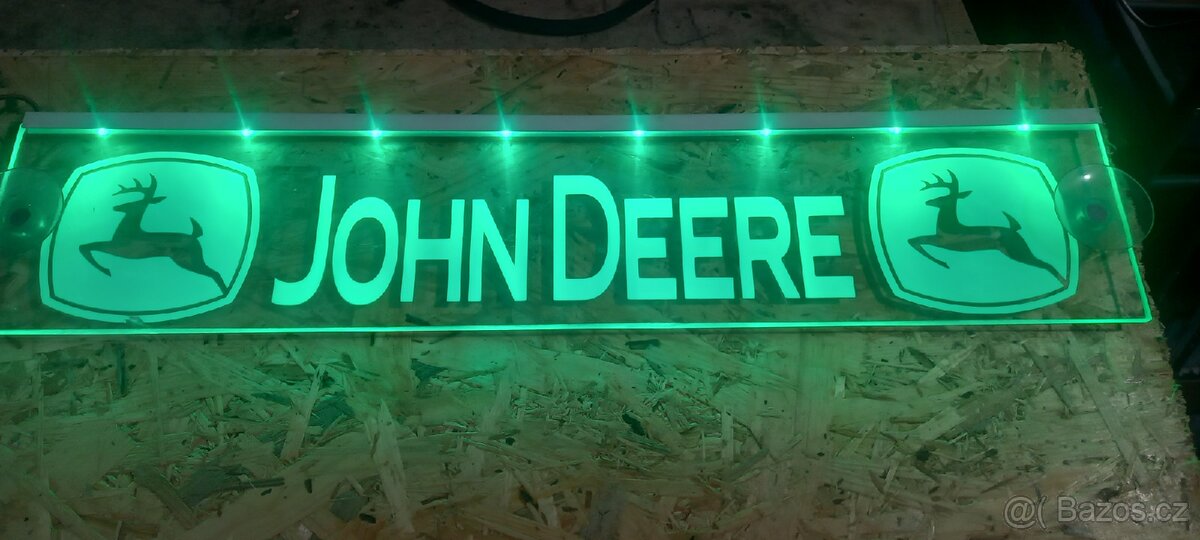 JOHN DEERE
@( Bazos.cz